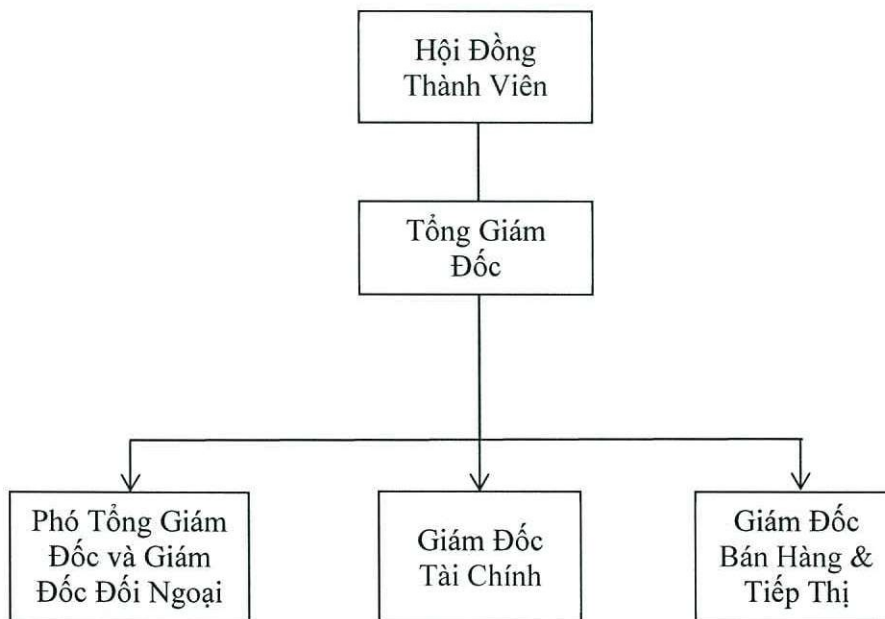 Hội Đồng
Thành Viên
Tổng Giám
Đốc
Phó Tổng Giám
Đốc và Giám
Đốc Đối Ngoại
Giám Đốc
Tài Chính
Giám Đốc
Bán Hàng &
Tiếp Thị